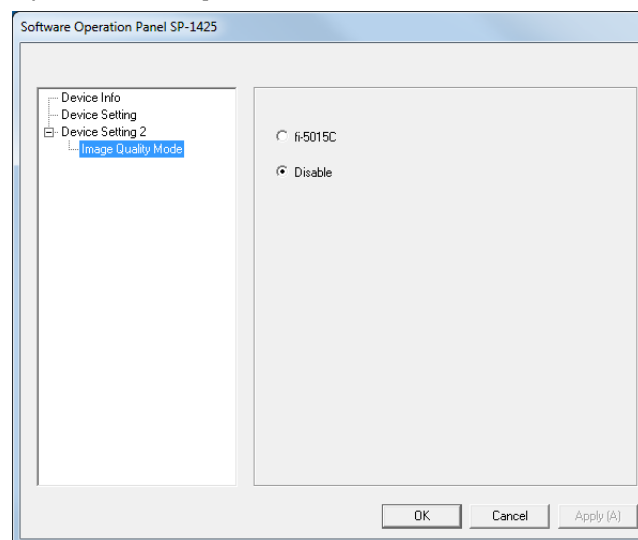 Software Operation Panel SP-1425
Device Info
Device Setting
Device Setting 2
Image Quality Mode
fi-5015C
Disable
OK
Cancel
Apply (A)